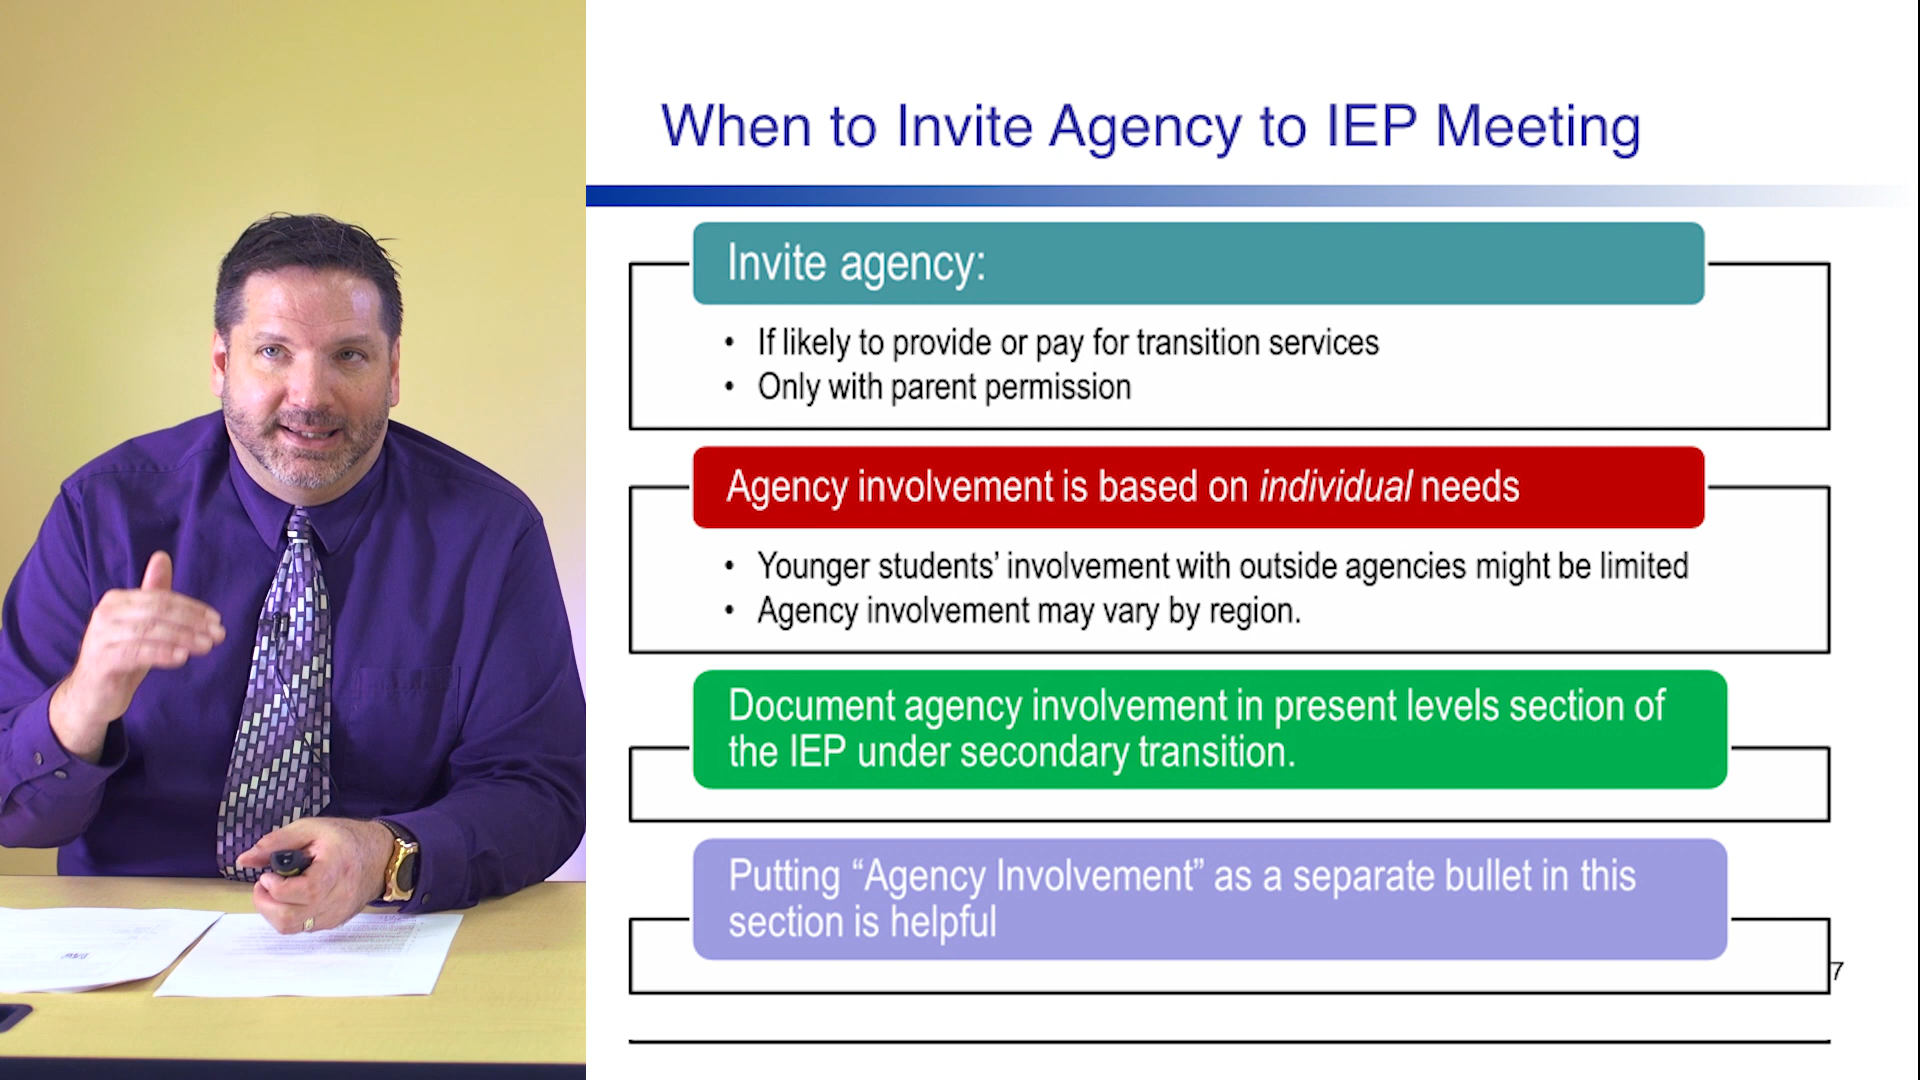 When to Invite Agency to IEP Meeting
Invite agency:
• If likely to provide or pay for transition services
• Only with parent permission
Agency involvement is based on individual needs
• Younger students’ involvement with outside agencies might be limited
• Agency involvement may vary by region.
Document agency involvement in present levels section of
the IEP under secondary transition.
Putting “Agency Involvement” as a separate bullet in this
section is helpful
7